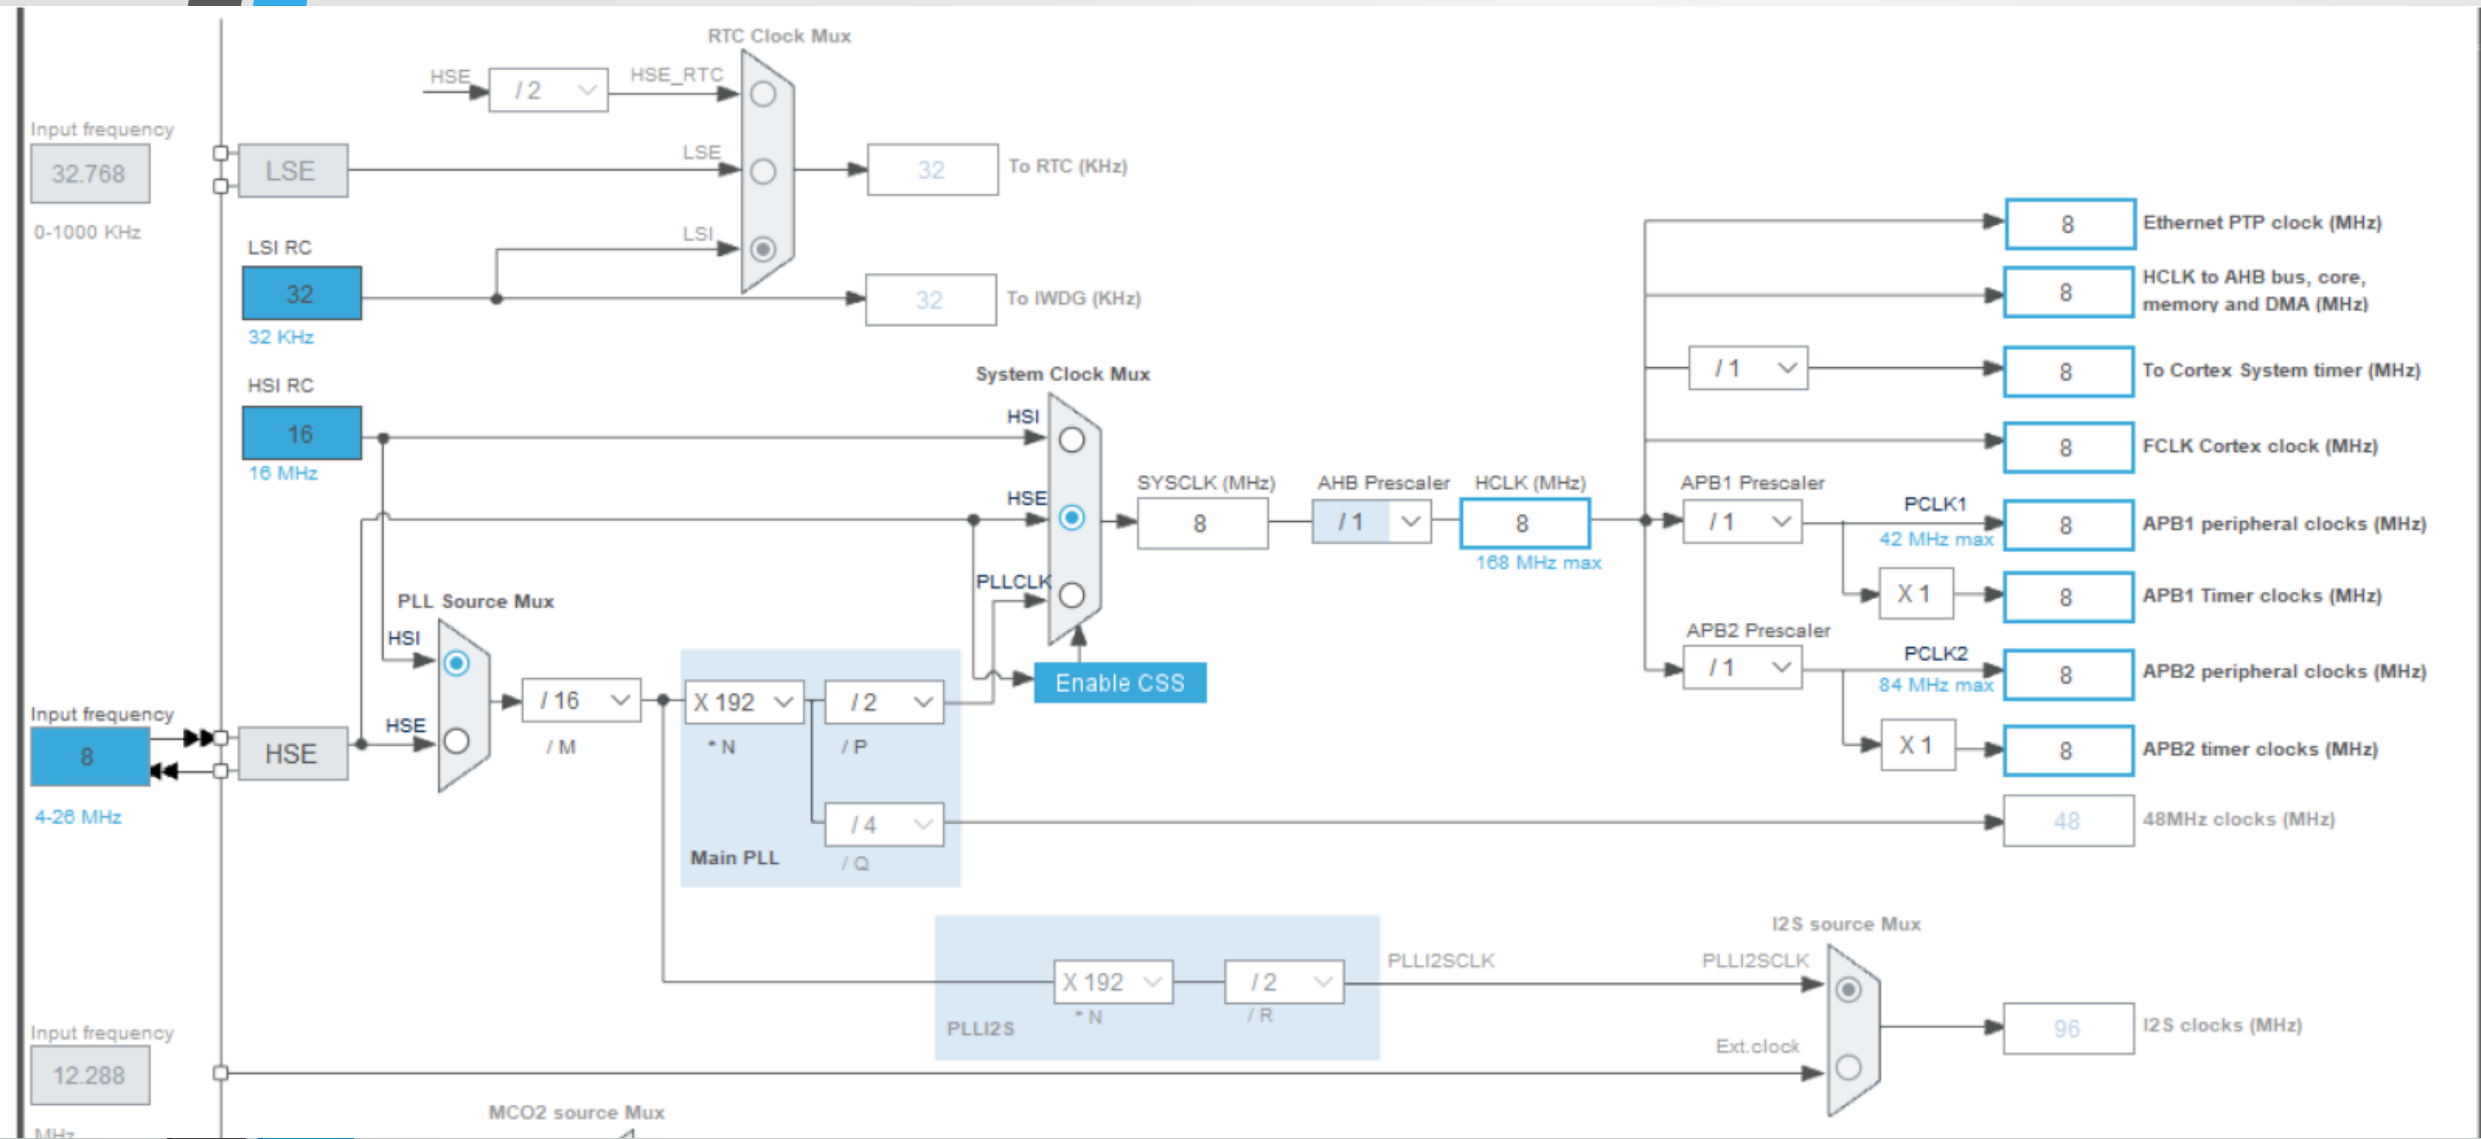 RTC Clock Mux
HSE
/ 2
HSE_RTC
Input frequency
32.768
0-1000 KHz
LSE
LSE
32
To RTC (KHz)
LSI
LSI RC
32
32 KHz
32
To IWDG (KHz)
HSI RC
16
16 MHz
System Clock Mux
HSI
HSE
PLLCLK
SYSCLK (MHz)
8
AHB Prescaler
/ 1
HCLK (MHz)
8
168 MHz max
8
Ethernet PTP clock (MHz)
8
HCLK to AHB bus, core,
memory and DMA (MHz)
/ 1
8
To Cortex System timer (MHz)
8
FCLK Cortex clock (MHz)
APB1 Prescaler
/ 1
PCLK1
42 MHz max
8
APB1 peripheral clocks (MHz)
X 1
8
APB1 Timer clocks (MHz)
APB2 Prescaler
/ 1
PCLK2
84 MHz max
8
APB2 peripheral clocks (MHz)
X 1
8
APB2 timer clocks (MHz)
PLL Source Mux
HSI
HSE
Input frequency
8
4-26 MHz
HSE
/ 16
/ M
X 192
* N
/ 2
/ P
Enable CSS
/ 4
/ Q
Main PLL
48
48MHz clocks (MHz)
X 192
* N
/ 2
/ R
PLLI2S
PLLI2SCLK
I2S source Mux
PLLI2SCLK
Ext.clock
96
I2S clocks (MHz)
Input frequency
12.288
MHz
MCO2 source Mux